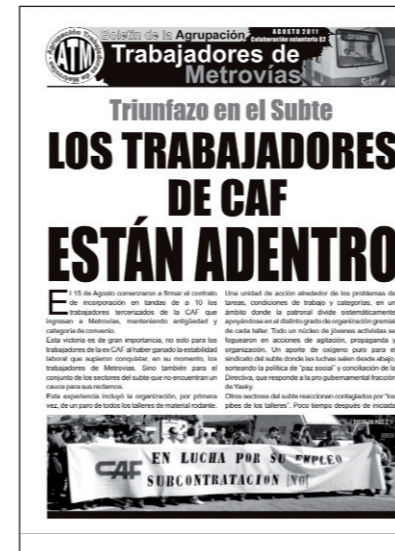 Boletín de la Agrupación
AGOSTO 2011
Colaboración voluntaria $2
ATM
Trabajadores de
Metrovías
Subte
Triunfazo en el Subte
LOS TRABAJADORES
DE CAF
ESTÁN ADENTRO
El 15 de Agosto comenzaron a firmar el contrato
de incorporación en tandas de a 10 los
trabajadores tercerizados de la CAF que
ingresan a Metrovías, manteniendo antigüedad y
categoría de convenio.
Esta victoria es de gran importancia, no solo para los
trabajadores de la ex CAF al haber ganado la estabilidad
laboral que supieron conquistar, en su momento, los
trabajadores de Metrovías. Sino también para el
conjunto de los sectores del subte que no encuentran un
cauce para sus reclamos.
Esta experiencia incluyó la organización, por primera
vez, de un paro de todos los talleres de material rodante.
Una unidad de acción alrededor de los problemas de
tareas, condiciones de trabajo y categorías, en un
ámbito donde la patronal divide sistemáticamente
apoyándose en el distinto grado de organización gremial
de cada taller. Todo un núcleo de jóvenes activistas se
foguearon en acciones de agitación, propaganda y
organización. Un aporte de oxígeno puro para el
sindicato del subte donde las luchas salen desde abajo,
sorteando la política de "paz social" y conciliación de la
Directiva, que responde a la pro gubernamental fracción
de Yasky.
Otros sectores del subte reaccionan contagiados por "los
pibes de los talleres". Poco tiempo después de iniciada
CAF EN LUCHA POR SU EMPLEO
SUBCONTRATACION ¡NO!